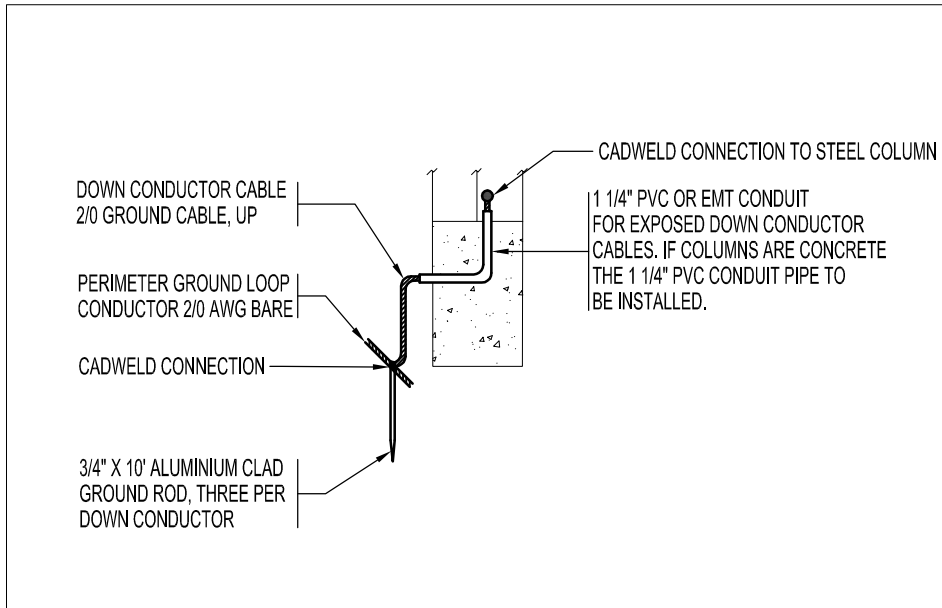 CADWELD CONNECTION TO STEEL COLUMN
DOWN CONDUCTOR CABLE
2/0 GROUND CABLE, UP
1 1/4" PVC OR EMT CONDUIT
FOR EXPOSED DOWN CONDUCTOR
CABLES. IF COLUMNS ARE CONCRETE
THE 1 1/4" PVC CONDUIT PIPE TO
BE INSTALLED.
PERIMETER GROUND LOOP
CONDUCTOR 2/0 AWG BARE
CADWELD CONNECTION
3/4" X 10' ALUMINIUM CLAD
GROUND ROD, THREE PER
DOWN CONDUCTOR